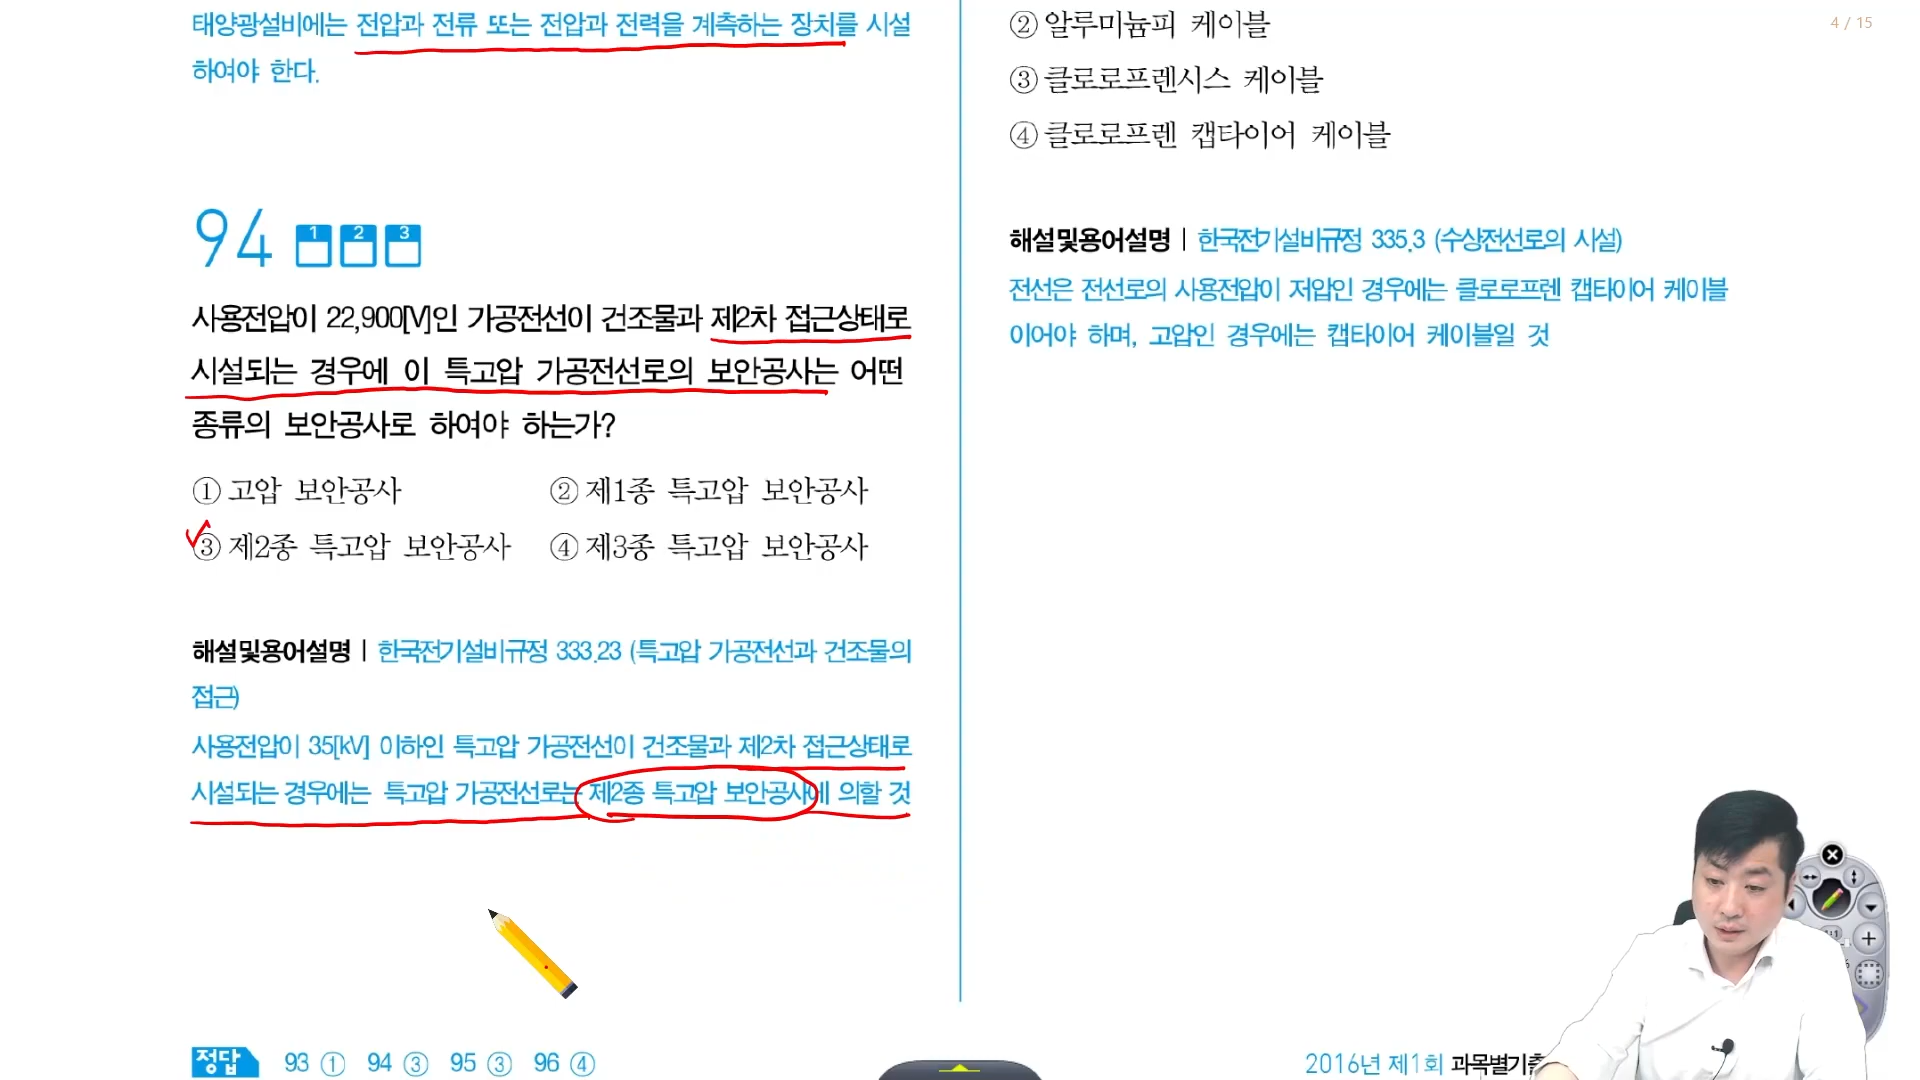 태양광설비에는 전압과 전류 또는 전압과 전력을 계측하는 장치를 시설
하여야 한다.
94 1 2 3
사용전압이 22,900[V]인 가공전선이 건조물과 제2차 접근상태로
시설되는 경우에 이 특고압 가공전선로의 보안공사는 어떤
종류의 보안공사로 하여야 하는가?
① 고압 보안공사 ② 제1종 특고압 보안공사
③ 제2종 특고압 보안공사 ④ 제3종 특고압 보안공사
해설및용어설명 | 한국전기설비규정 333.23 (특고압 가공전선과 건조물의
접근)
사용전압이 35[kV] 이하인 특고압 가공전선이 건조물과 제2차 접근상태로
시설되는 경우에는 특고압 가공전선로는 제2종 특고압 보안공사에 의할 것
② 알루미늄피 케이블
③ 클로로프렌시스 케이블
④ 클로로프렌 캡타이어 케이블
해설및용어설명 | 한국전기설비규정 335.3 (수상전선로의 시설)
전선은 전선로의 사용전압이 저압인 경우에는 클로로프렌 캡타이어 케이블
이어야 하며, 고압인 경우에는 캡타이어 케이블일 것
4 / 15
정답 93 ① 94 ③ 95 ③ 96 ④
2016년 제1회 과목별기출